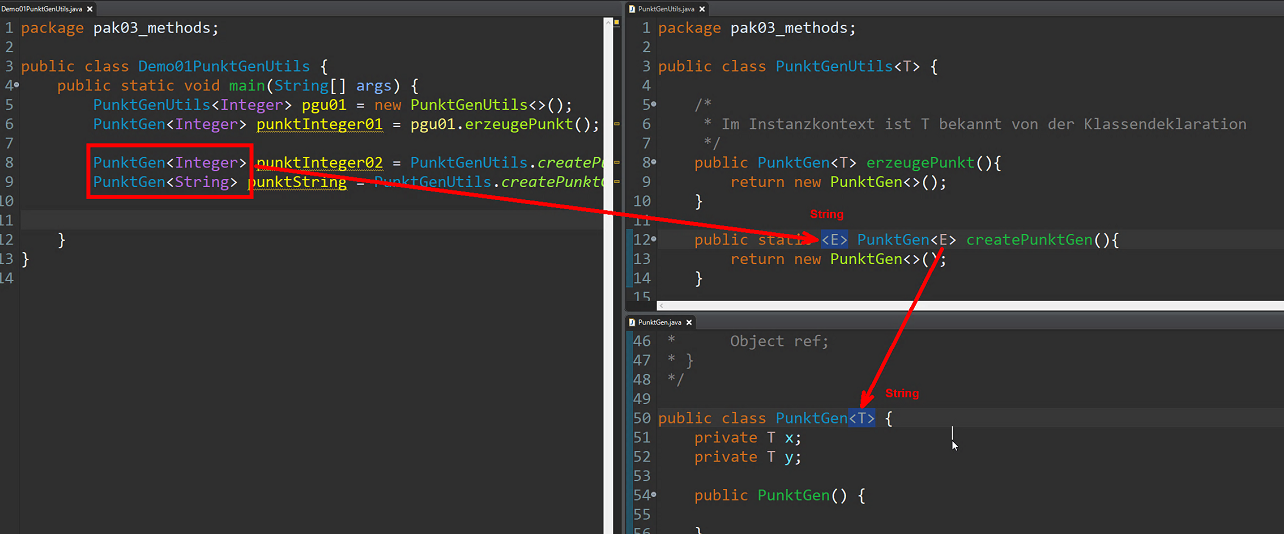 Demo01PunktGenUtils.java
1 package pak03_methods;
2
3 public class Demo01PunktGenUtils {
4 public static void main(String[] args) {
5 PunktGenUtils<Integer> pgu01 = new PunktGenUtils<>();
6 PunktGen<Integer> punktInteger01 = pgu01.erzeugePunkt();
7
8 PunktGen<Integer> punktInteger02 = PunktGenUtils.createPu
9 PunktGen<String> punktString = PunktGenUtils.createPunktG
10
11
12 }
13 }
14
PunktGenUtils.java
1 package pak03_methods;
2
3 public class PunktGenUtils<T> {
4
5 /*
6 * Im Instanzkontext ist T bekannt von der Klassendeklaration
7 */
8 public PunktGen<T> erzeugePunkt(){
9 return new PunktGen<>();
10 }
11
String
12 public static <E> PunktGen<E> createPunktGen(){
13 return new PunktGen<>();
14 }
15
PunktGen.java
46 * Object ref;
47 * }
48 */
49
String
50 public class PunktGen<T> {
51 private T x;
52 private T y;
53
54 public PunktGen() {
55
56 }